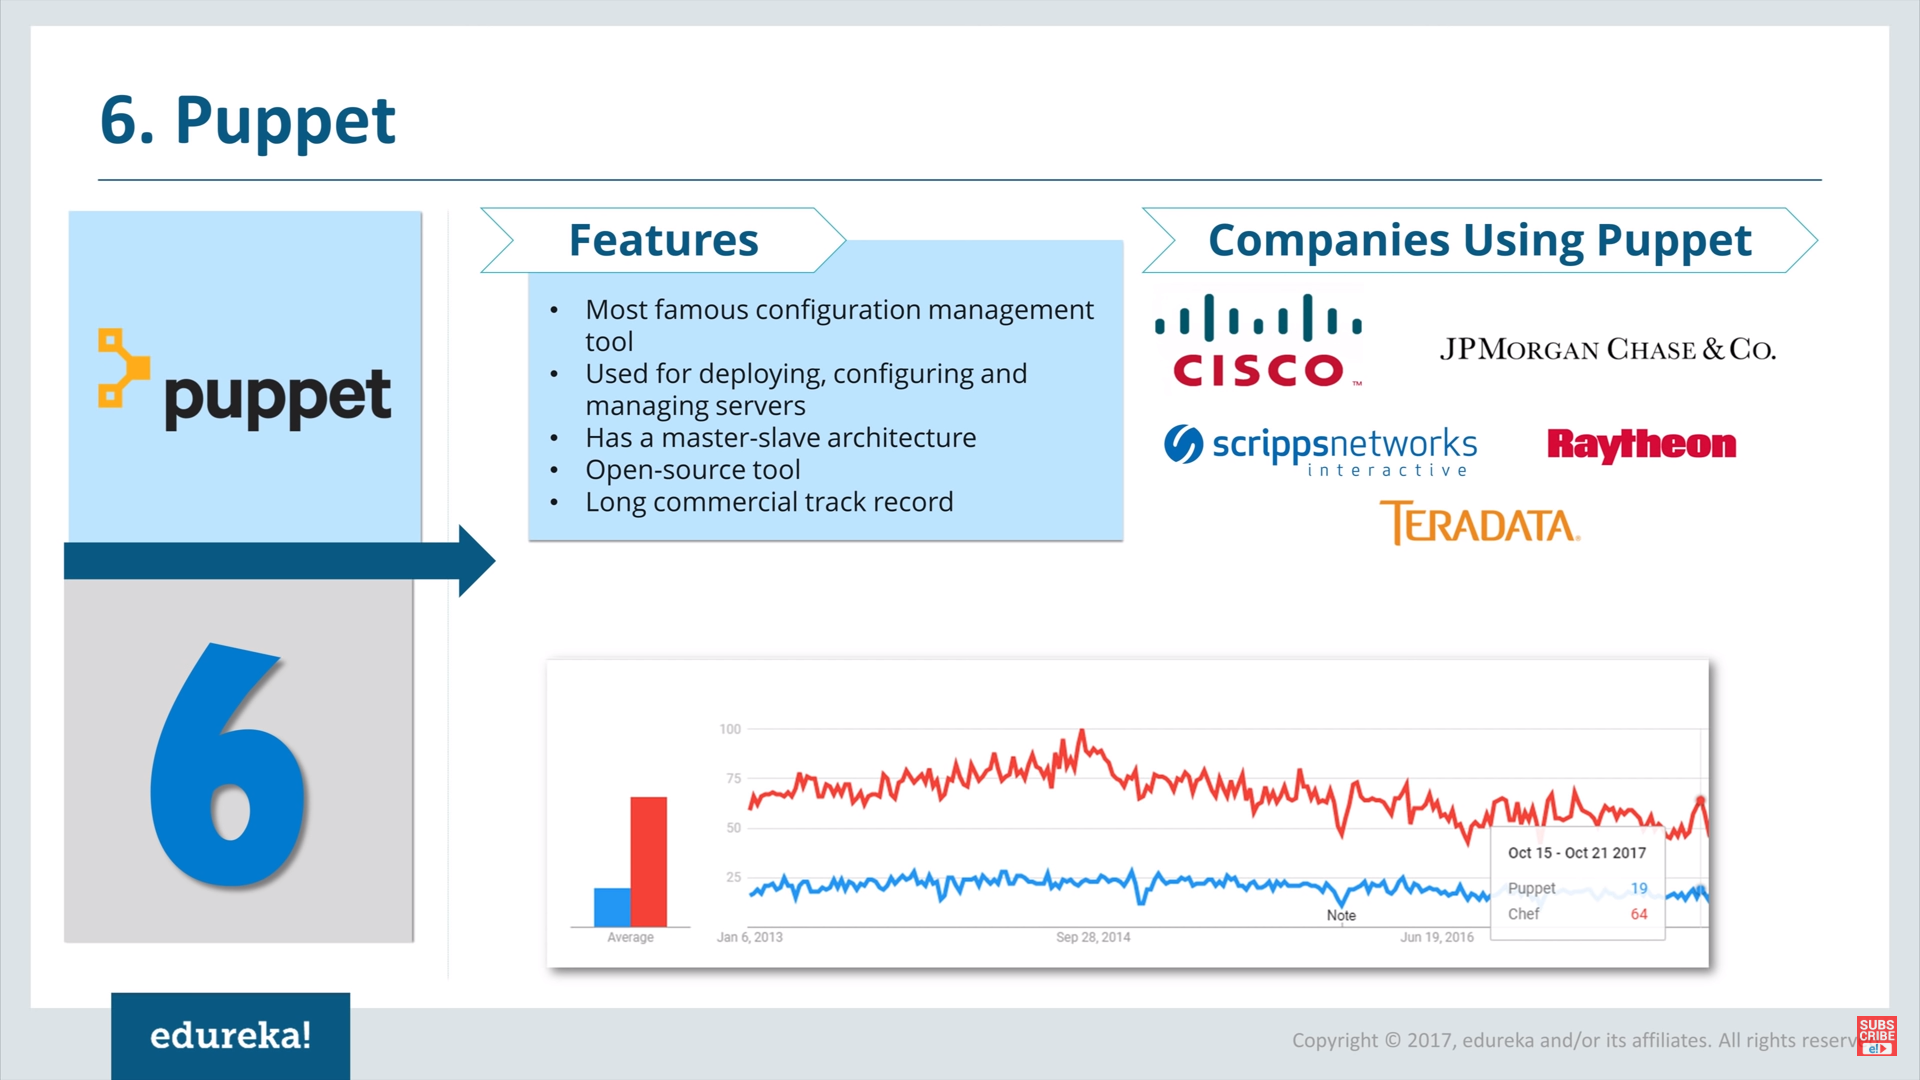 6. Puppet
puppet
6
Features
• Most famous configuration management
tool
• Used for deploying, configuring and
managing servers
• Has a master-slave architecture
• Open-source tool
• Long commercial track record
Companies Using Puppet
CISCO™
JPMORGAN CHASE & CO.
scrippsnetworks
interactive
Raytheon
TERADATA®
100
75
50
25
Average
Jan 6, 2013
Sep 28, 2014
Jun 19, 2016
Note
Oct 15 - Oct 21 2017
Puppet 19
Chef 64
edureka!
Copyright © 2017, edureka and/or its affiliates. All rights reserv
SUBS
CRIBE
e!